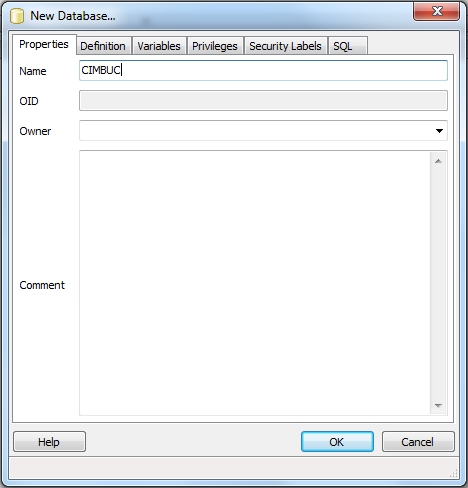 New Database...
Properties Definition Variables Privileges Security Labels SQL
Name CIMBUC
OID
Owner
Comment
Help OK Cancel